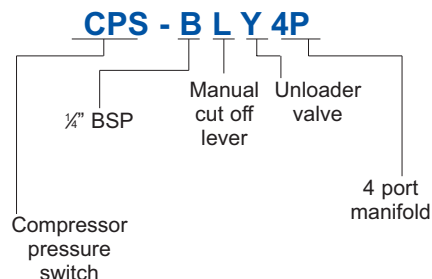 CPS - B L Y 4P
¼” BSP
Manual
cut off
lever
Unloader
valve
4 port
manifold
Compressor
pressure
switch